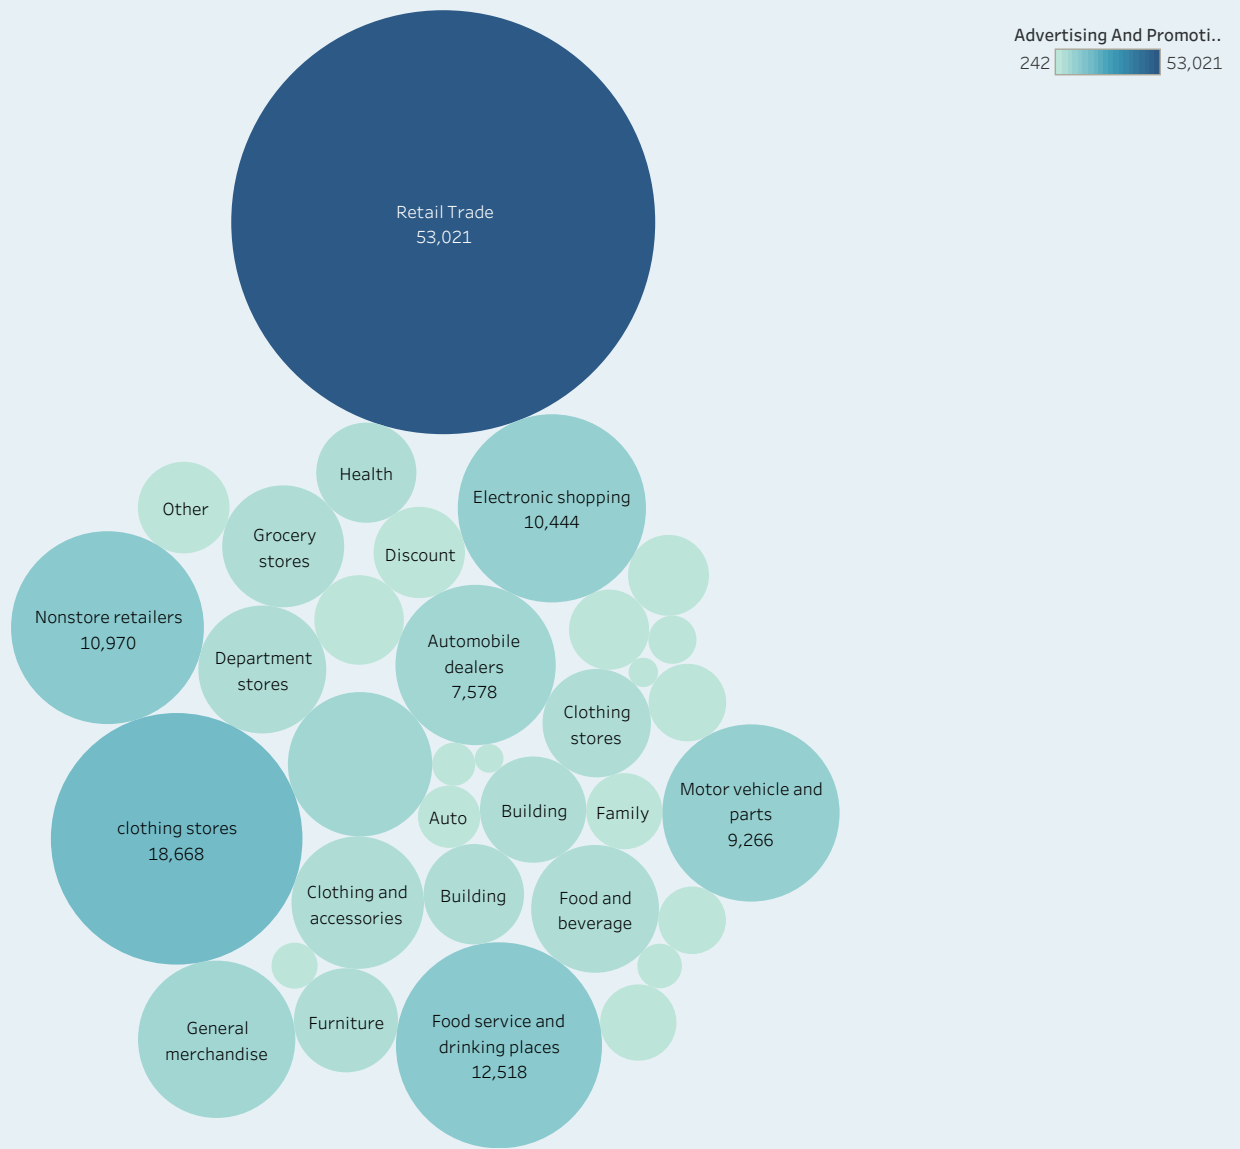 Advertising And Promoti..
242 53,021
Retail Trade
53,021
Health
Electronic shopping
10,444
Other
Grocery
stores
Discount
Nonstore retailers
10,970
Automobile
dealers
7,578
Department
stores
Clothing
stores
Motor vehicle and
parts
9,266
clothing stores
18,668
Auto
Building
Family
Clothing and
accessories
Building
Food and
beverage
General
merchandise
Furniture
Food service and
drinking places
12,518